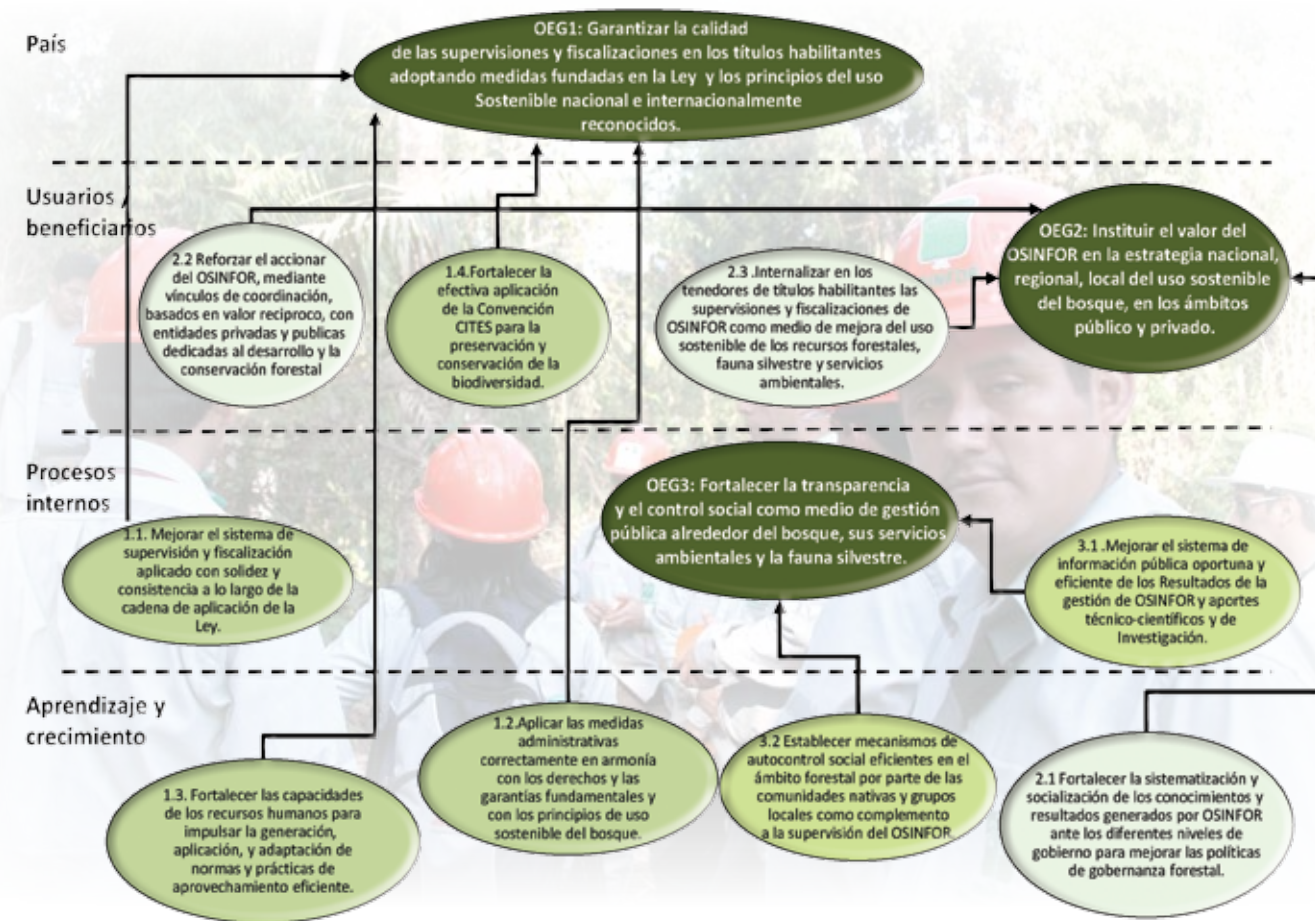 País
OEG1: Garantizar la calidad
de las supervisiones y fiscalizaciones en los títulos habilitantes
adoptando medidas fundadas en la Ley y los principios del uso
Sostenible nacional e internacionalmente
reconocidos.
Usuarios /
beneficiarios
2.2 Reforzar el accionar
del OSINFOR, mediante
vínculos de coordinación,
basados en valor reciproco, con
entidades privadas y publicas
dedicadas al desarrollo y la
conservación forestal
1.4.Fortalecer la
efectiva aplicación
de la Convención
CITES para la
preservación y
conservación de la
biodiversidad.
2.3 .Internalizar en los
tenedores de títulos habilitantes las
supervisiones y fiscalizaciones de
OSINFOR como medio de mejora del uso
sostenible de los recursos forestales,
fauna silvestre y servicios
ambientales.
OEG2: Instituir el valor del
OSINFOR en la estrategia nacional,
regional, local del uso sostenible
del bosque, en los ámbitos
público y privado.
Procesos
internos
1.1. Mejorar el sistema de
supervisión y fiscalización
aplicado con solidez y
consistencia a lo largo de la
cadena de aplicación de la
Ley.
OEG3: Fortalecer la transparencia
y el control social como medio de gestión
pública alrededor del bosque, sus servicios
ambientales y la fauna silvestre.
3.1 .Mejorar el sistema de
información pública oportuna y
eficiente de los Resultados de la
gestión de OSINFOR y aportes
técnico-científicos y de
Investigación.
Aprendizaje y
crecimiento
1.3. Fortalecer las capacidades
de los recursos humanos para
impulsar la generación,
aplicación, y adaptación de
normas y prácticas de
aprovechamiento eficiente.
1.2.Aplicar las medidas
administrativas
correctamente en armonía
con los derechos y las
garantías fundamentales y
con los principios de uso
sostenible del bosque.
3.2 Establecer mecanismos de
autocontrol social eficientes en el
ámbito forestal por parte de las
comunidades nativas y grupos
locales como complemento
a la supervisión del OSINFOR.
2.1 Fortalecer la sistematización y
socialización de los conocimientos y
resultados generados por OSINFOR
ante los diferentes niveles de
gobierno para mejorar las políticas
de gobernanza forestal.